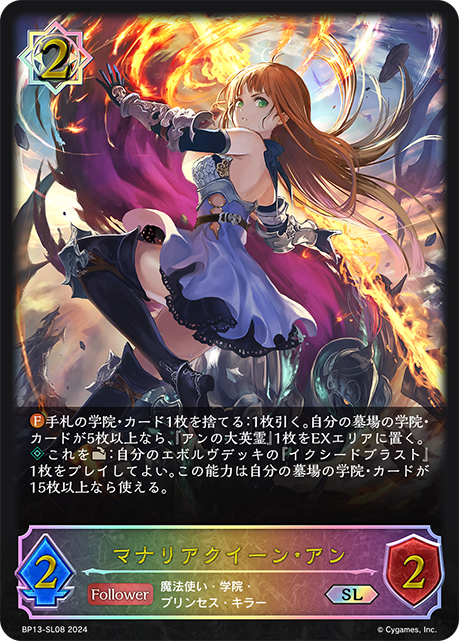 2
F手札の学院・カード1枚を捨てる：1枚引く。自分の墓場の学院・
カードが5枚以上なら、『アンの大英霊』1枚をEXエリアに置く。
これを：自分のエボルヴデッキの『イクシードブラスト』
1枚をプレイしてよい。この能力は自分の墓場の学院・カードが
15枚以上なら使える。
マナリアクイーン・アン
2
Follower
魔法使い・学院・
プリンセス・キラー
SL
2
BP13-SL08 2024
© Cygames, Inc.